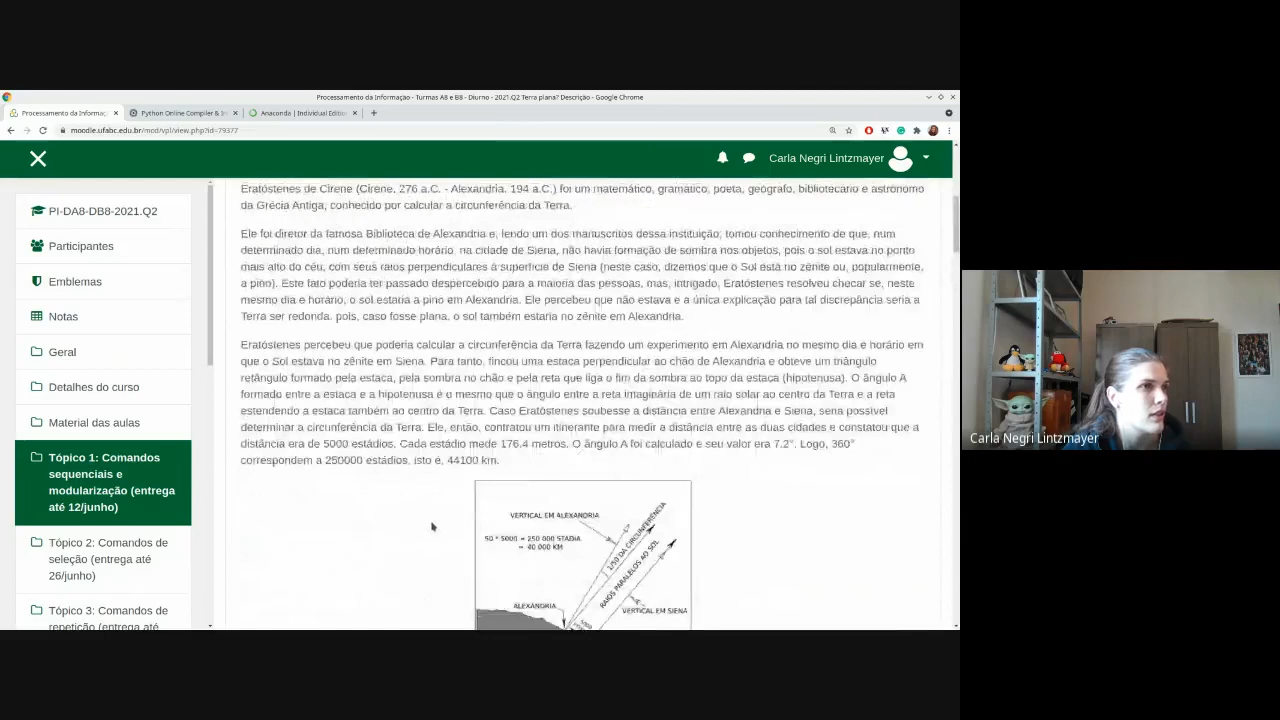 Processamento da Informação - Turmas A8 e B8 - Diurno - 2021.Q2 Terra plana? Descrição - Google Chrome
Processamento da Informaç
Python Online Compiler & In
Anaconda | Individual Editio
moodle.ufabc.edu.br/mod/vpl/view.php?id=79377
Carla Negri Lintzmayer
PI-DA8-DB8-2021.Q2
Participantes
Emblemas
Notas
Geral
Detalhes do curso
Material das aulas
Tópico 1: Comandos
sequenciais e
modularização (entrega
até 12/junho)
Tópico 2: Comandos de
seleção (entrega até
26/junho)
Tópico 3: Comandos de
repetição (entrega até
Eratóstenes de Cirene (Cirene, 276 a.C. - Alexandria, 194 a.C.) foi um matemático, gramático, poeta, geógrafo, bibliotecário e astrônomo
da Grécia Antiga, conhecido por calcular a circunferência da Terra.
Ele foi diretor da famosa Biblioteca de Alexandria e, lendo um dos manuscritos dessa instituição, tomou conhecimento de que, num
determinado dia, num determinado horário, na cidade de Siena, não havia formação de sombra nos objetos, pois o sol estava no ponto
mais alto do céu, com seus raios perpendiculares à superfície de Siena (neste caso, dizemos que o Sol está no zênite ou, popularmente,
a pino). Este fato poderia ter passado despercebido para a maioria das pessoas, mas, intrigado, Eratóstenes resolveu checar se, neste
mesmo dia e horário, o sol estaria a pino em Alexandria. Ele percebeu que não estava e a única explicação para tal discrepância seria a
Terra ser redonda, pois, caso fosse plana, o sol também estaria no zênite em Alexandria.
Eratóstenes percebeu que poderia calcular a circunferência da Terra fazendo um experimento em Alexandria no mesmo dia e horário em
que o Sol estava no zênite em Siena. Para tanto, fincou uma estaca perpendicular ao chão de Alexandria e obteve um triângulo
retângulo formado pela estaca, pela sombra no chão e pela reta que liga o fim da sombra ao topo da estaca (hipotenusa). O ângulo A
formado entre a estaca e a hipotenusa é o mesmo que o ângulo entre a reta imaginária de um raio solar ao centro da Terra e a reta
estendendo a estaca também ao centro da Terra. Caso Eratóstenes soubesse a distância entre Alexandria e Siena, seria possível
determinar a circunferência da Terra. Ele, então, contratou um itinerante para medir a distância entre as duas cidades e constatou que a
distância era de 5000 estádios. Cada estádio mede 176.4 metros. O ângulo A foi calculado e seu valor era 7.2°. Logo, 360°
correspondem a 250000 estádios, isto é, 44100 km.
VERTICAL EM ALEXANDRIA
50 * 5000 = 250 000 STADIA
= 40 000 KM
1/50 DA CIRCUNFERÊNCIA
RAIOS PARALELOS AO SOL
ALEXANDRIA
VERTICAL EM SIENA
Carla Negri Lintzmayer